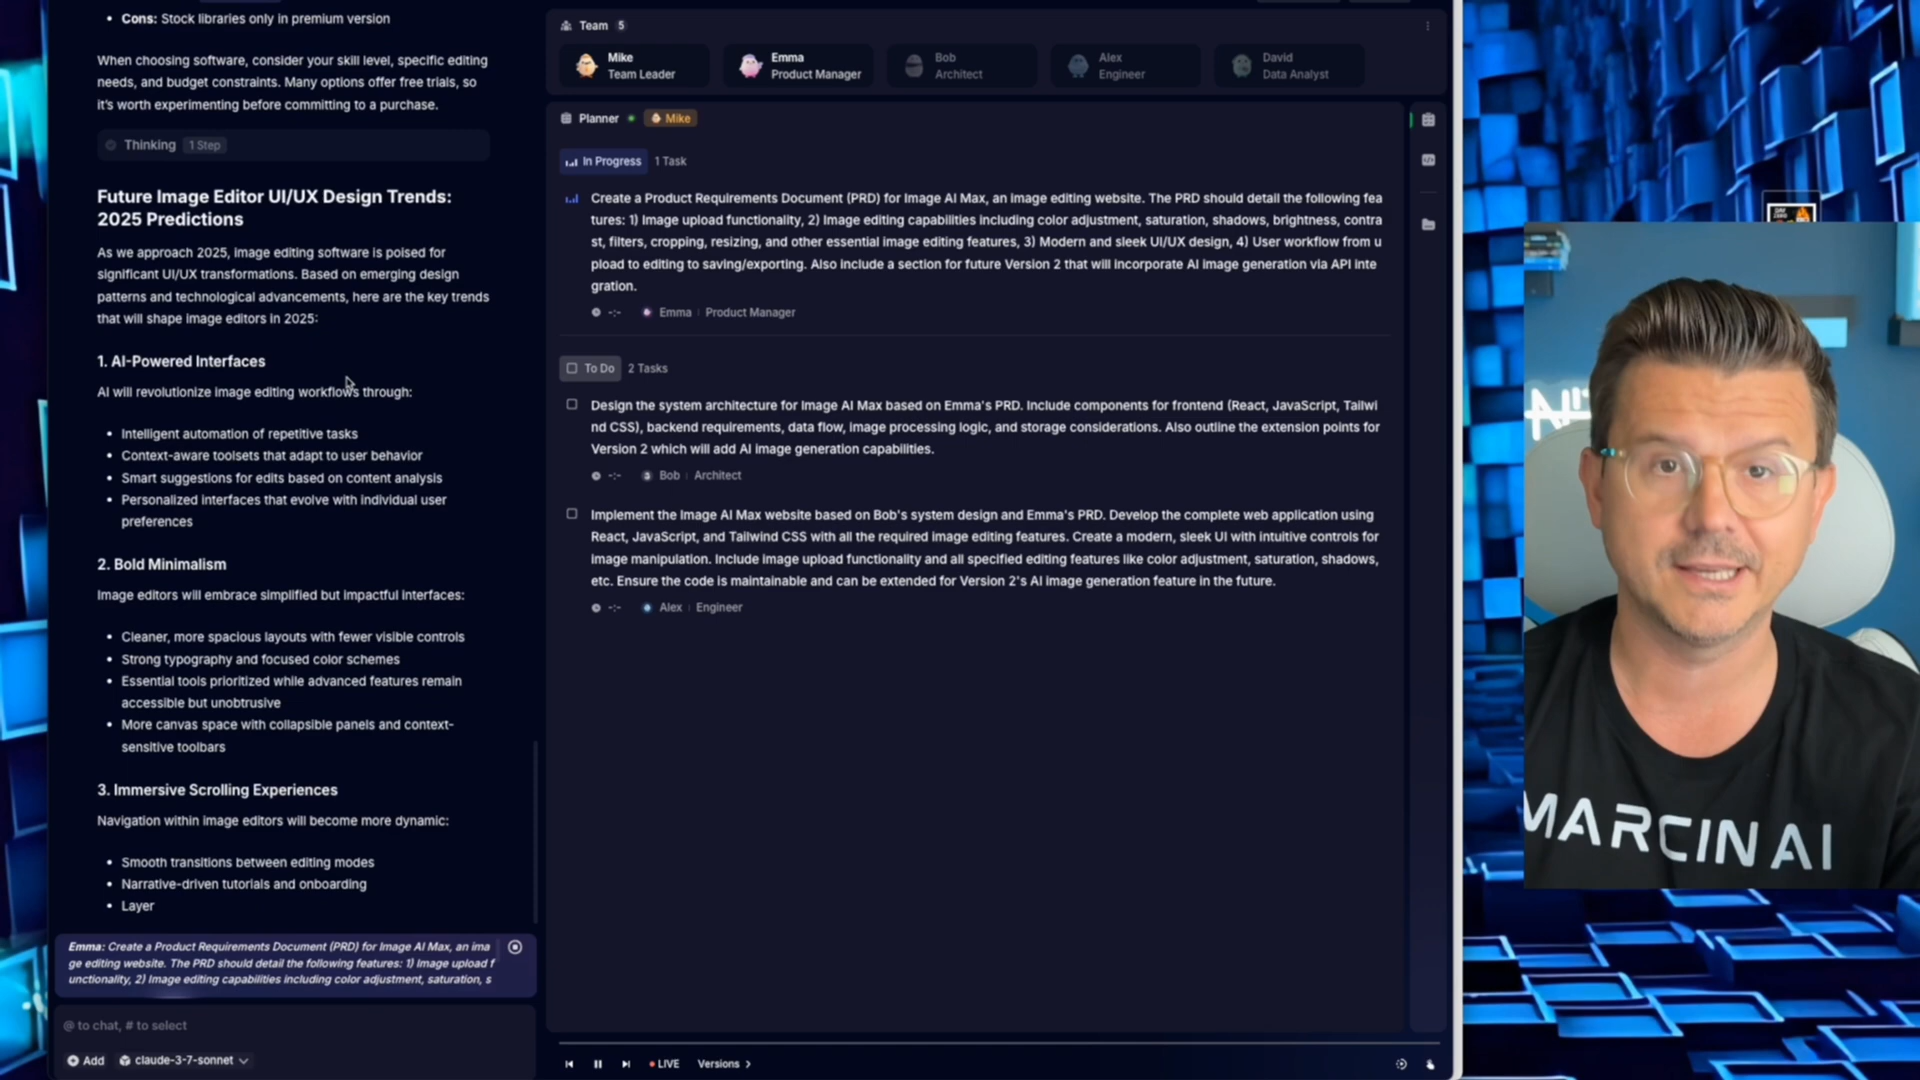 Cons: Stock libraries only in premium version
When choosing software, consider your skill level, specific editing
needs, and budget constraints. Many options offer free trials, so
it's worth experimenting before committing to a purchase.
Thinking 1 Step
Future Image Editor UI/UX Design Trends:
2025 Predictions
As we approach 2025, image editing software is poised for
significant UI/UX transformations. Based on emerging design
patterns and technological advancements, here are the key trends
that will shape image editors in 2025:
1. AI-Powered Interfaces
AI will revolutionize image editing workflows through:
Intelligent automation of repetitive tasks
Context-aware toolsets that adapt to user behavior
Smart suggestions for edits based on content analysis
Personalized interfaces that evolve with individual user
preferences
2. Bold Minimalism
Image editors will embrace simplified but impactful interfaces:
Cleaner, more spacious layouts with fewer visible controls
Strong typography and focused color schemes
Essential tools prioritized while advanced features remain
accessible but unobtrusive
More canvas space with collapsible panels and context-
sensitive toolbars
3. Immersive Scrolling Experiences
Navigation within image editors will become more dynamic:
Smooth transitions between editing modes
Narrative-driven tutorials and onboarding
Layer
Emma: Create a Product Requirements Document (PRD) for Image AI Max, an ima
ge editing website. The PRD should detail the following features: 1) Image upload f
unctionality, 2) Image editing capabilities including color adjustment, saturation, s
@ to chat, # to select
Add claude-3-7-sonnet
Team 5
Mike
Team Leader
Emma
Product Manager
Bob
Architect
Alex
Engineer
David
Data Analyst
Planner Mike
In Progress 1 Task
Create a Product Requirements Document (PRD) for Image AI Max, an image editing website. The PRD should detail the following fea
tures: 1) Image upload functionality, 2) Image editing capabilities including color adjustment, saturation, shadows, brightness, contra
st, filters, cropping, resizing, and other essential image editing features, 3) Modern and sleek UI/UX design, 4) User workflow from u
pload to editing to saving/exporting. Also include a section for future Version 2 that will incorporate AI image generation via API inte
gration.
-:- Emma Product Manager
To Do 2 Tasks
Design the system architecture for Image AI Max based on Emma's PRD. Include components for frontend (React, JavaScript, Tailwi
nd CSS), backend requirements, data flow, image processing logic, and storage considerations. Also outline the extension points for
Version 2 which will add AI image generation capabilities.
-:- Bob Architect
Implement the Image AI Max website based on Bob's system design and Emma's PRD. Develop the complete web application using
React, JavaScript, and Tailwind CSS with all the required image editing features. Create a modern, sleek UI with intuitive controls for
image manipulation. Include image upload functionality and all specified editing features like color adjustment, saturation, shadows,
etc. Ensure the code is maintainable and can be extended for Version 2's AI image generation feature in the future.
-:- Alex Engineer
LIVE Versions
MARCIN AI